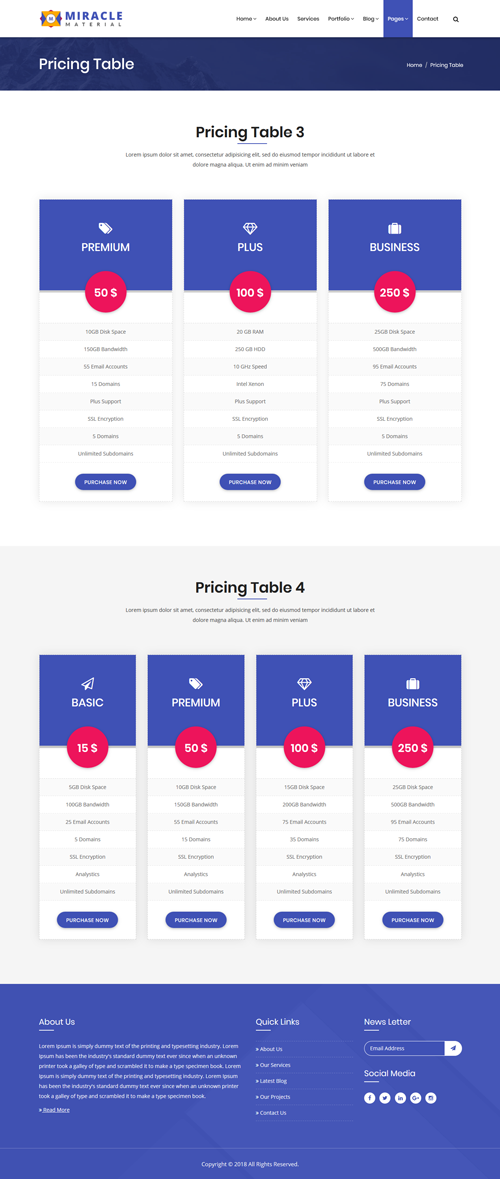 MIRACLE
MATERIAL
Home About Us Services Portfolio Blog Pages Contact
Pricing Table
Home / Pricing Table
Pricing Table 3
Lorem ipsum dolor sit amet, consectetur adipisicing elit, sed do eiusmod tempor incididunt ut labore et
dolore magna aliqua. Ut enim ad minim veniam
PREMIUM
50 $
10GB Disk Space
150GB Bandwidth
55 Email Accounts
15 Domains
Plus Support
SSL Encryption
5 Domains
Unlimited Subdomains
PURCHASE NOW
PLUS
100 $
20 GB RAM
250 GB HDD
10 GHz Speed
Intel Xenon
Plus Support
SSL Encryption
5 Domains
Unlimited Subdomains
PURCHASE NOW
BUSINESS
250 $
25GB Disk Space
500GB Bandwidth
95 Email Accounts
75 Domains
Plus Support
SSL Encryption
5 Domains
Unlimited Subdomains
PURCHASE NOW
Pricing Table 4
Lorem ipsum dolor sit amet, consectetur adipisicing elit, sed do eiusmod tempor incididunt ut labore et
dolore magna aliqua. Ut enim ad minim veniam
BASIC
15 $
5GB Disk Space
100GB Bandwidth
25 Email Accounts
5 Domains
SSL Encryption
Analystics
Unlimited Subdomains
PURCHASE NOW
PREMIUM
50 $
10GB Disk Space
150GB Bandwidth
55 Email Accounts
15 Domains
SSL Encryption
Analystics
Unlimited Subdomains
PURCHASE NOW
PLUS
100 $
15GB Disk Space
200GB Bandwidth
75 Email Accounts
35 Domains
SSL Encryption
Analystics
Unlimited Subdomains
PURCHASE NOW
BUSINESS
250 $
25GB Disk Space
500GB Bandwidth
95 Email Accounts
75 Domains
SSL Encryption
Analystics
Unlimited Subdomains
PURCHASE NOW
About Us
Lorem Ipsum is simply dummy text of the printing and typesetting industry. Lorem
Ipsum has been the industry's standard dummy text ever since when an unknown
printer took a galley of type and scrambled it to make a type specimen book.
Lorem Ipsum is simply dummy text of the printing and typesetting industry. Lorem Ipsum
has been the industry's standard dummy text ever since when an unknown printer
took a galley of type and scrambled it to make a type specimen book.
» Read More
Quick Links
» About Us
» Our Services
» Latest Blog
» Our Projects
» Contact Us
News Letter
Email Address
Social Media
Copyright © 2018 All Rights Reserved.